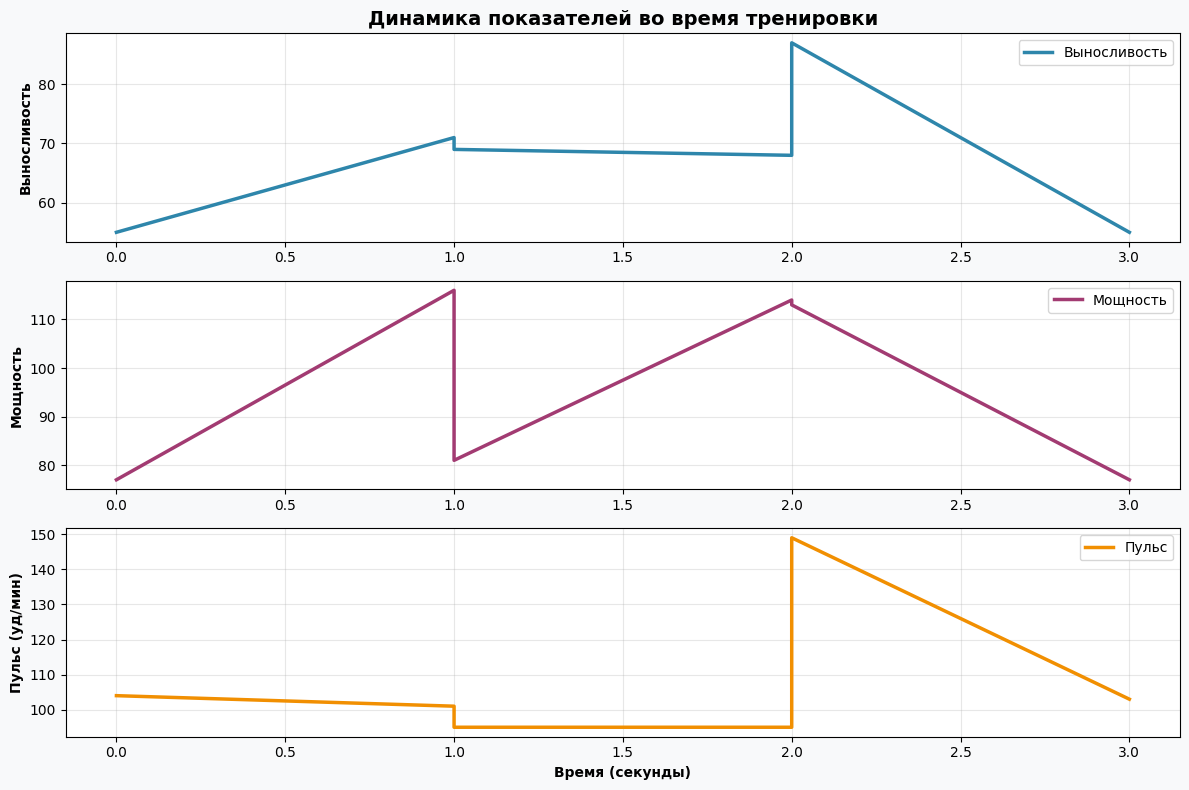 Динамика показателей во время тренировки
Выносливость
80
70
60
Выносливость
0.0 0.5 1.0 1.5 2.0 2.5 3.0
Мощность
110
100
90
80
Мощность
0.0 0.5 1.0 1.5 2.0 2.5 3.0
Пульс (уд/мин)
150
140
130
120
110
100
Пульс
0.0 0.5 1.0 1.5 2.0 2.5 3.0
Время (секунды)